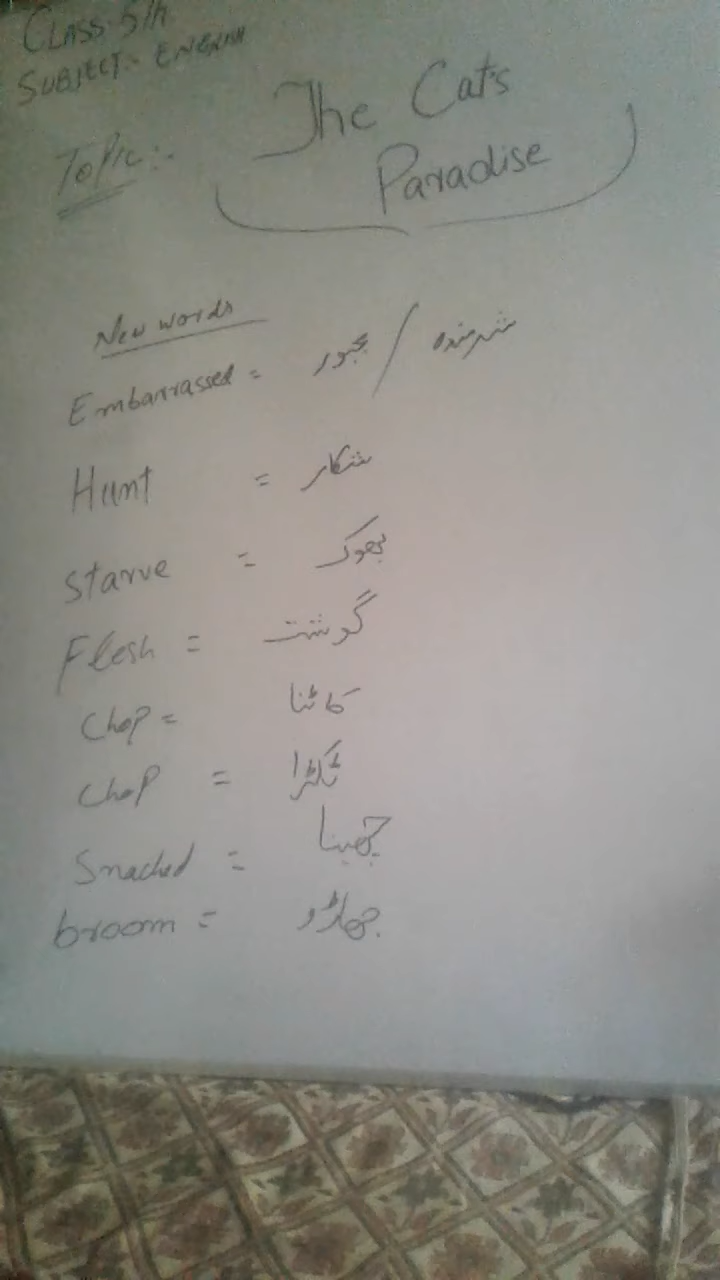 CLASS: 5th
SUBJECT:- ENGLISH
Topic:-
The Cat's
Paradise
New words
Embarrassed = مجبور / شرمندہ
Hunt = شکار
Starve = بھوک
Flesh = گوشت
Chop = کاٹنا
Chop = ٹکڑا
Snached = چھینا
broom = جھاڑو